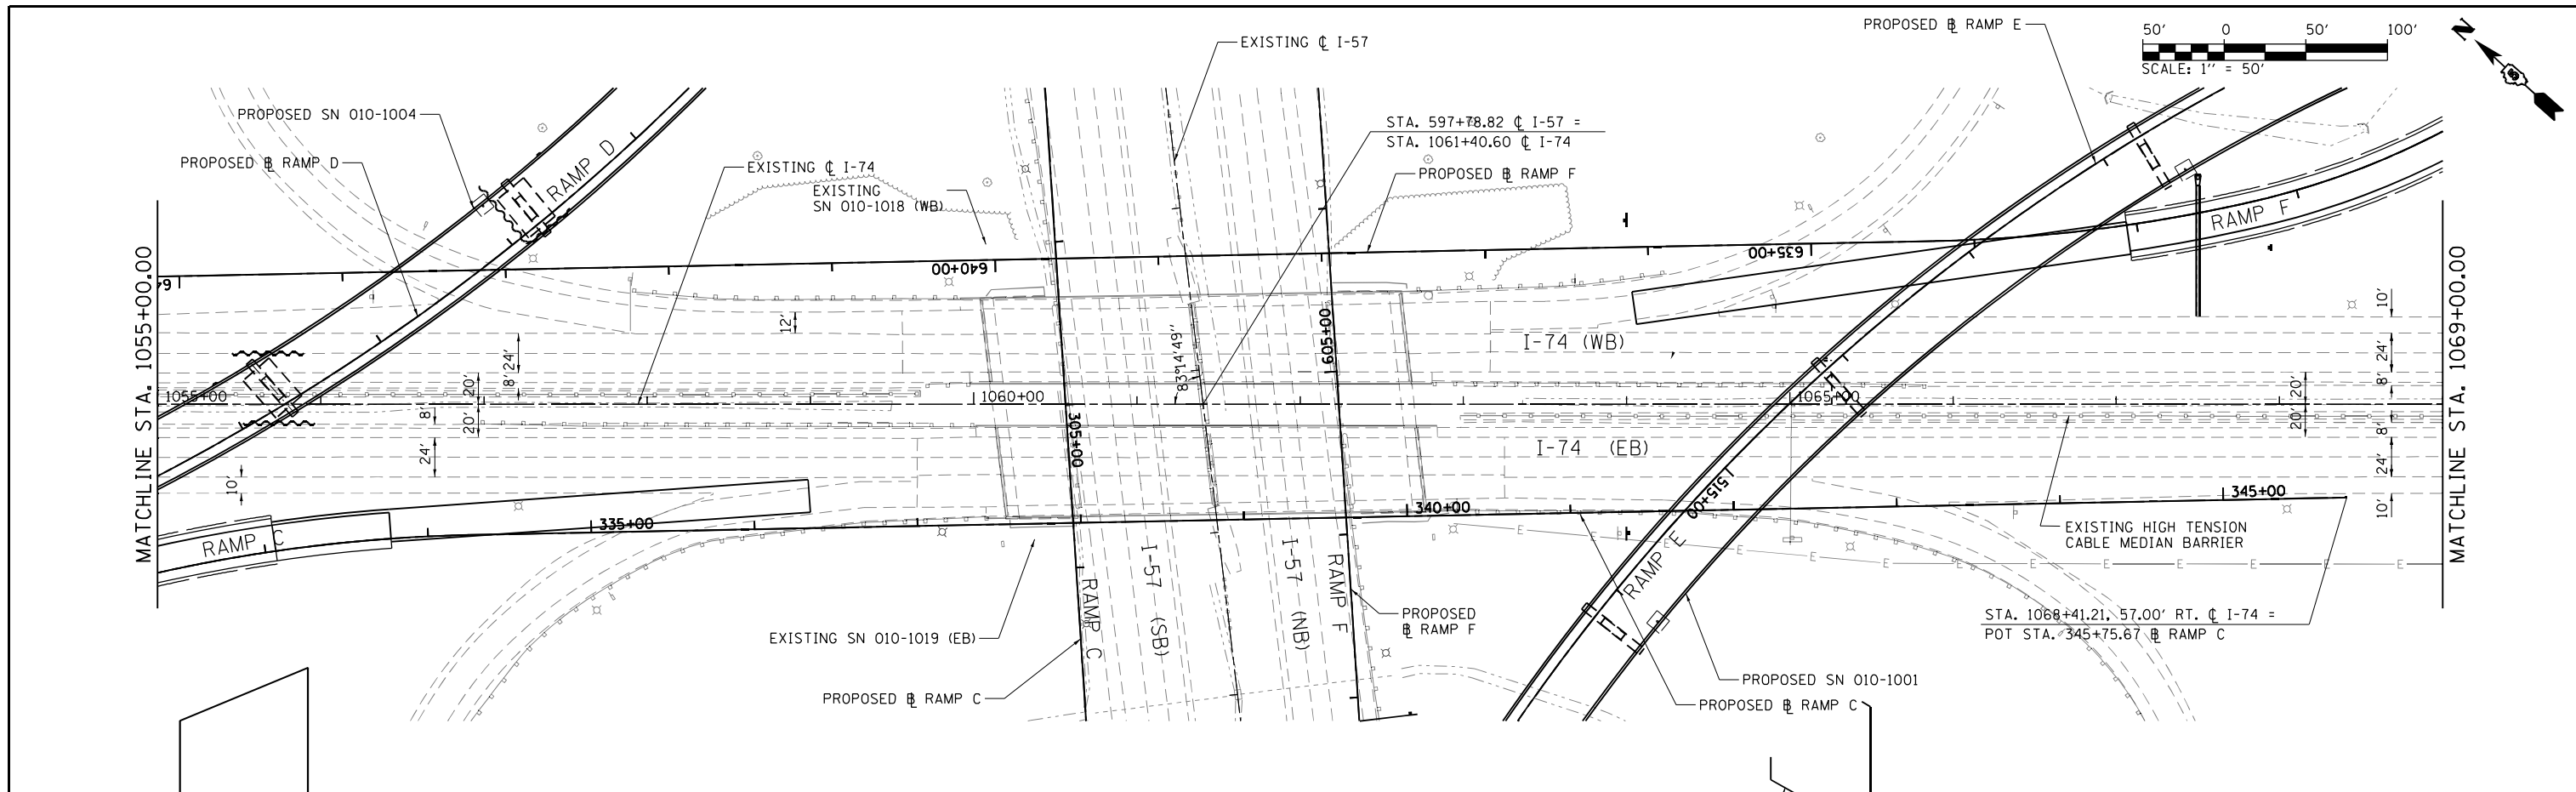 PROPOSED ℄ RAMP E
50' 0 50' 100'
SCALE: 1" = 50'
N
EXISTING ℄ I-57
PROPOSED SN 010-1004
PROPOSED ℄ RAMP D
RAMP D
EXISTING ℄ I-74
EXISTING
SN 010-1018 (WB)
STA. 597+78.82 ℄ I-57 =
STA. 1061+40.60 ℄ I-74
PROPOSED ℄ RAMP F
RAMP F
MATCHLINE STA. 1055+00.00
64
640+00
635+00
605+00
12'
24'
8'
20'
8'
20'
24'
10'
83°14'49"
I-74 (WB)
10'
24'
8'
20'
20'
8'
24'
10'
MATCHLINE STA. 1069+00.00
1055+00
1060+00
1065+00
305+00
I-74 (EB)
515+00
345+00
340+00
335+00
RAMP C
EXISTING HIGH TENSION
CABLE MEDIAN BARRIER
E E E E E E E E E E E E
RAMP E
RAMP C
I-57 (SB)
I-57 (NB)
RAMP F
PROPOSED
℄ RAMP F
EXISTING SN 010-1019 (EB)
STA. 1068+41.21, 57.00' RT. ℄ I-74 =
POT STA. 345+75.67 ℄ RAMP C
PROPOSED ℄ RAMP C
PROPOSED SN 010-1001
PROPOSED ℄ RAMP C